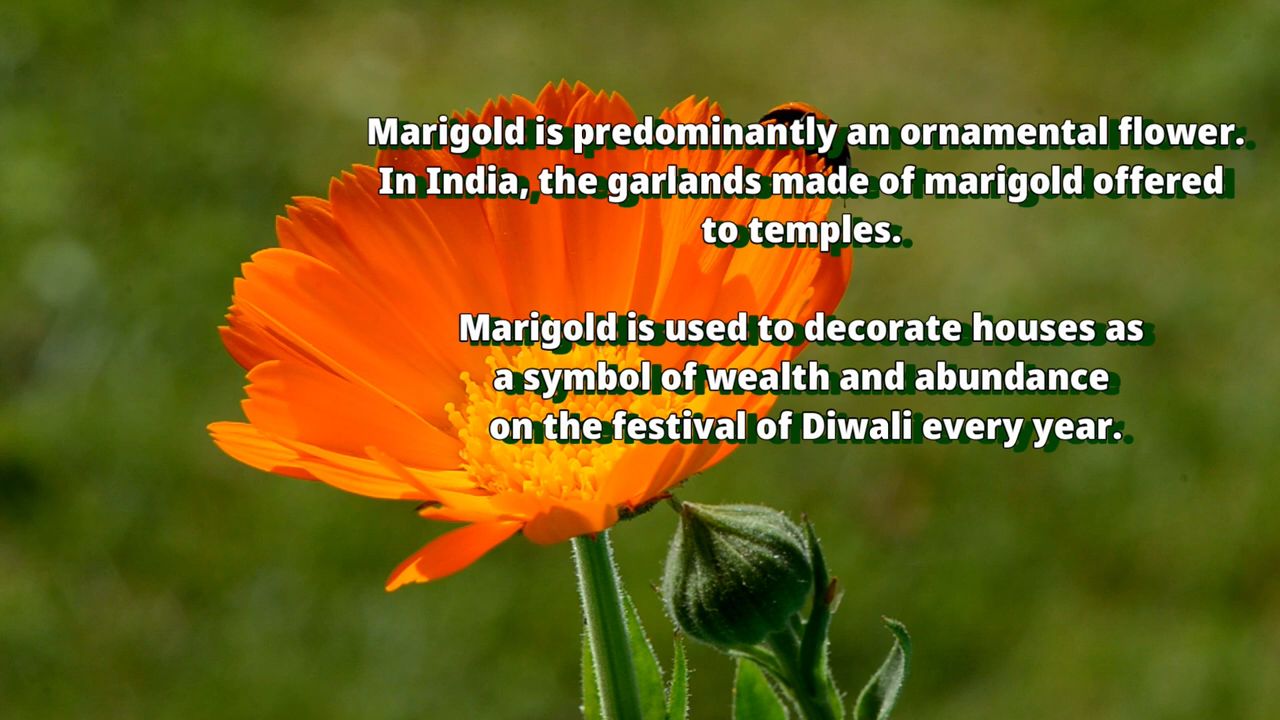 Marigold is predominantly an ornamental flower.
In India, the garlands made of marigold offered
to temples.
Marigold is used to decorate houses as
a symbol of wealth and abundance
on the festival of Diwali every year.